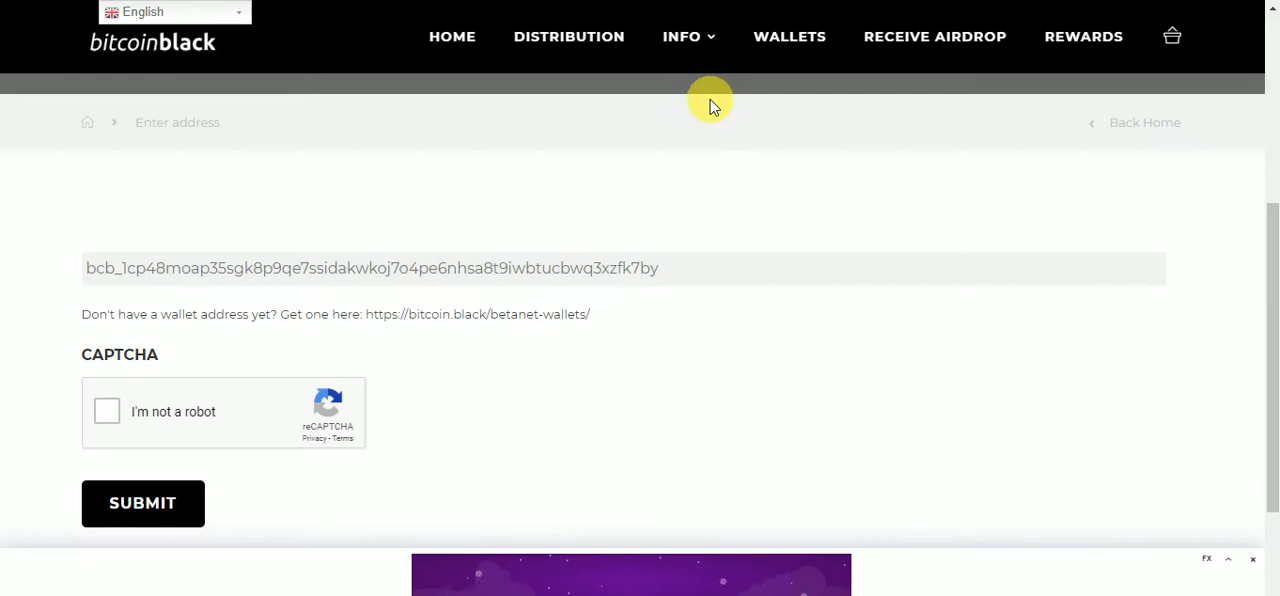 English
bitcoinblack
HOME DISTRIBUTION INFO WALLETS RECEIVE AIRDROP REWARDS
Enter address
Back Home
bcb_1cp48moap35sgk8p9qe7ssidakwkoj7o4pe6nhsa8t9iwbtucbwq3xzfk7by
Don't have a wallet address yet? Get one here: https://bitcoin.black/betanet-wallets/
CAPTCHA
I'm not a robot
reCAPTCHA
Privacy - Terms
SUBMIT
FX